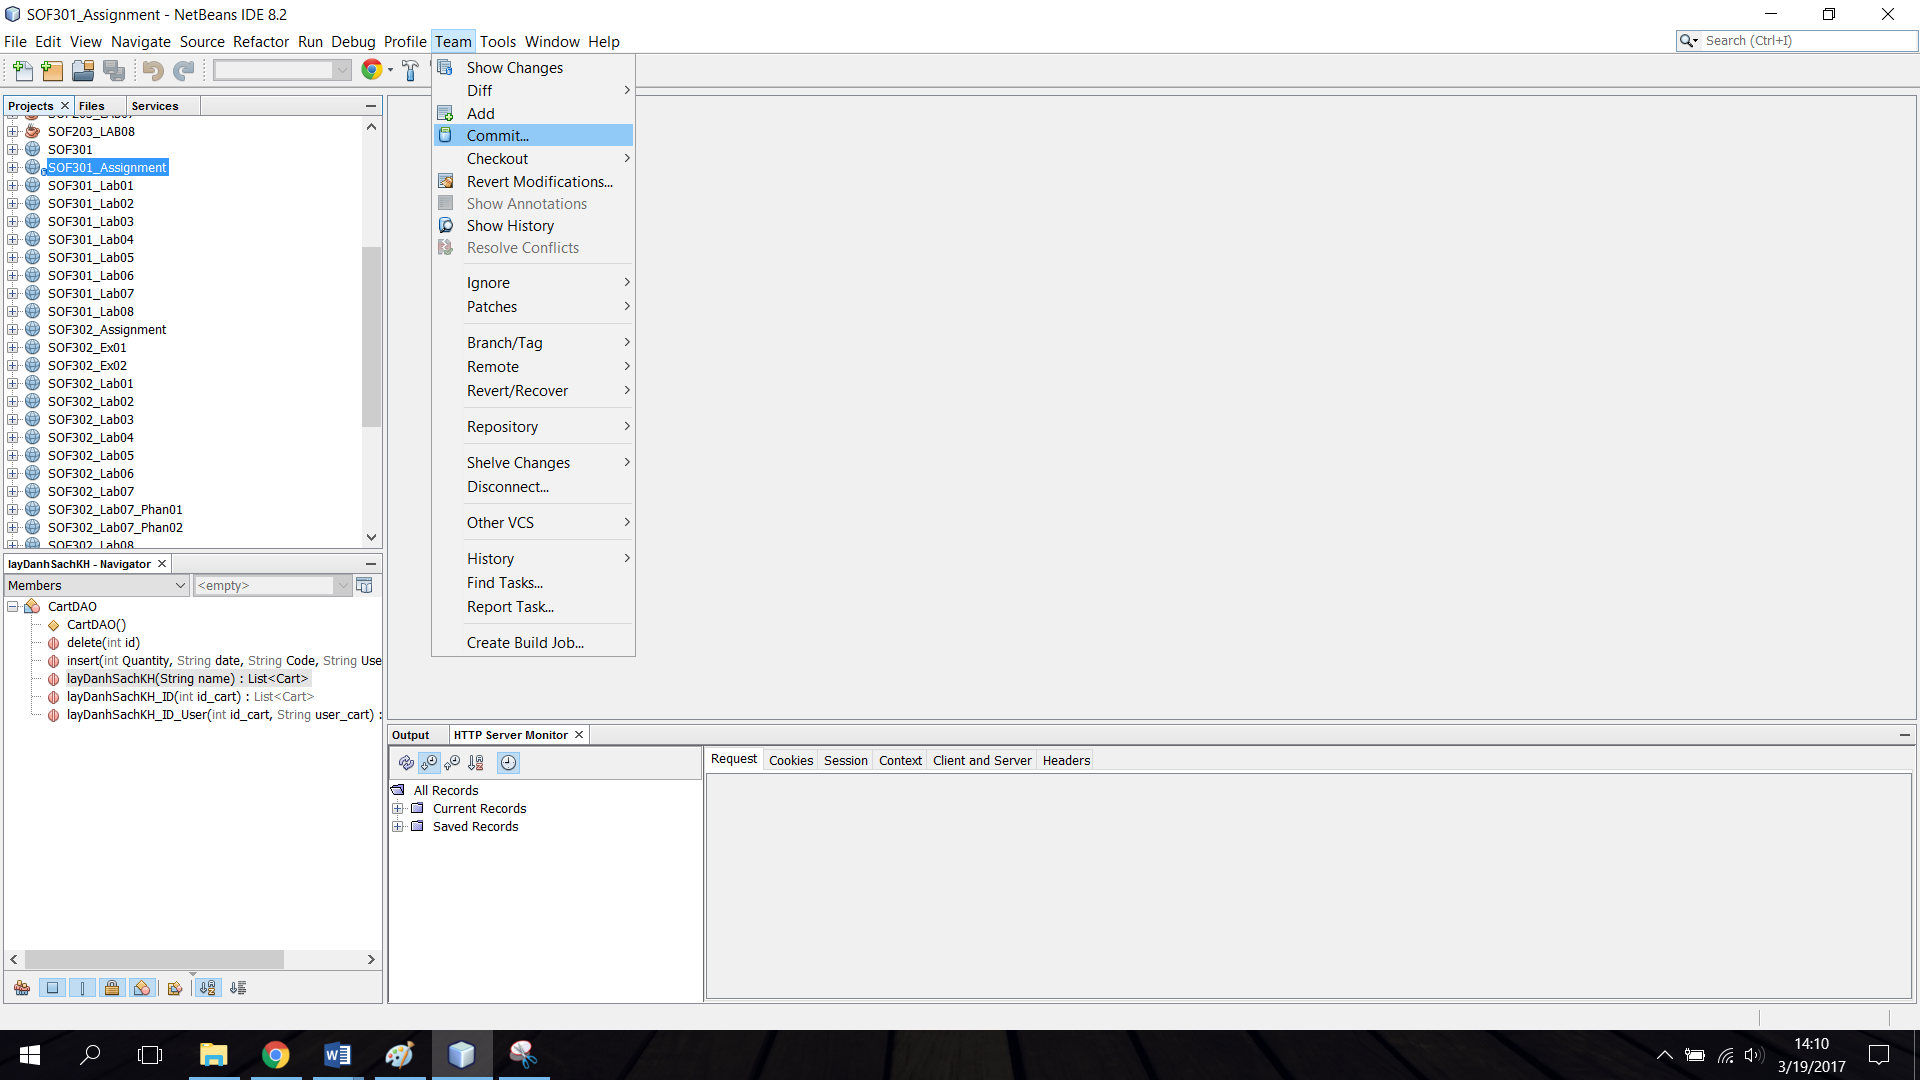 SOF301_Assignment - NetBeans IDE 8.2
File Edit View Navigate Source Refactor Run Debug Profile Team Tools Window Help
Search (Ctrl+I)
Projects Files Services
SOF203_LAB07
SOF203_LAB08
SOF301
SOF301_Assignment
SOF301_Lab01
SOF301_Lab02
SOF301_Lab03
SOF301_Lab04
SOF301_Lab05
SOF301_Lab06
SOF301_Lab07
SOF301_Lab08
SOF302_Assignment
SOF302_Ex01
SOF302_Ex02
SOF302_Lab01
SOF302_Lab02
SOF302_Lab03
SOF302_Lab04
SOF302_Lab05
SOF302_Lab06
SOF302_Lab07
SOF302_Lab07_Phan01
SOF302_Lab07_Phan02
SOF302_Lab08
Show Changes
Diff
Add
Commit...
Checkout
Revert Modifications...
Show Annotations
Show History
Resolve Conflicts
Ignore
Patches
Branch/Tag
Remote
Revert/Recover
Repository
Shelve Changes
Disconnect...
Other VCS
History
Find Tasks...
Report Task...
Create Build Job...
layDanhSachKH - Navigator
Members
<empty>
CartDAO
CartDAO()
delete(int id)
insert(int Quantity, String date, String Code, String Use
layDanhSachKH(String name) : List<Cart>
layDanhSachKH_ID(int id_cart) : List<Cart>
layDanhSachKH_ID_User(int id_cart, String user_cart) :
Output HTTP Server Monitor
All Records
Current Records
Saved Records
Request Cookies Session Context Client and Server Headers
14:10
3/19/2017